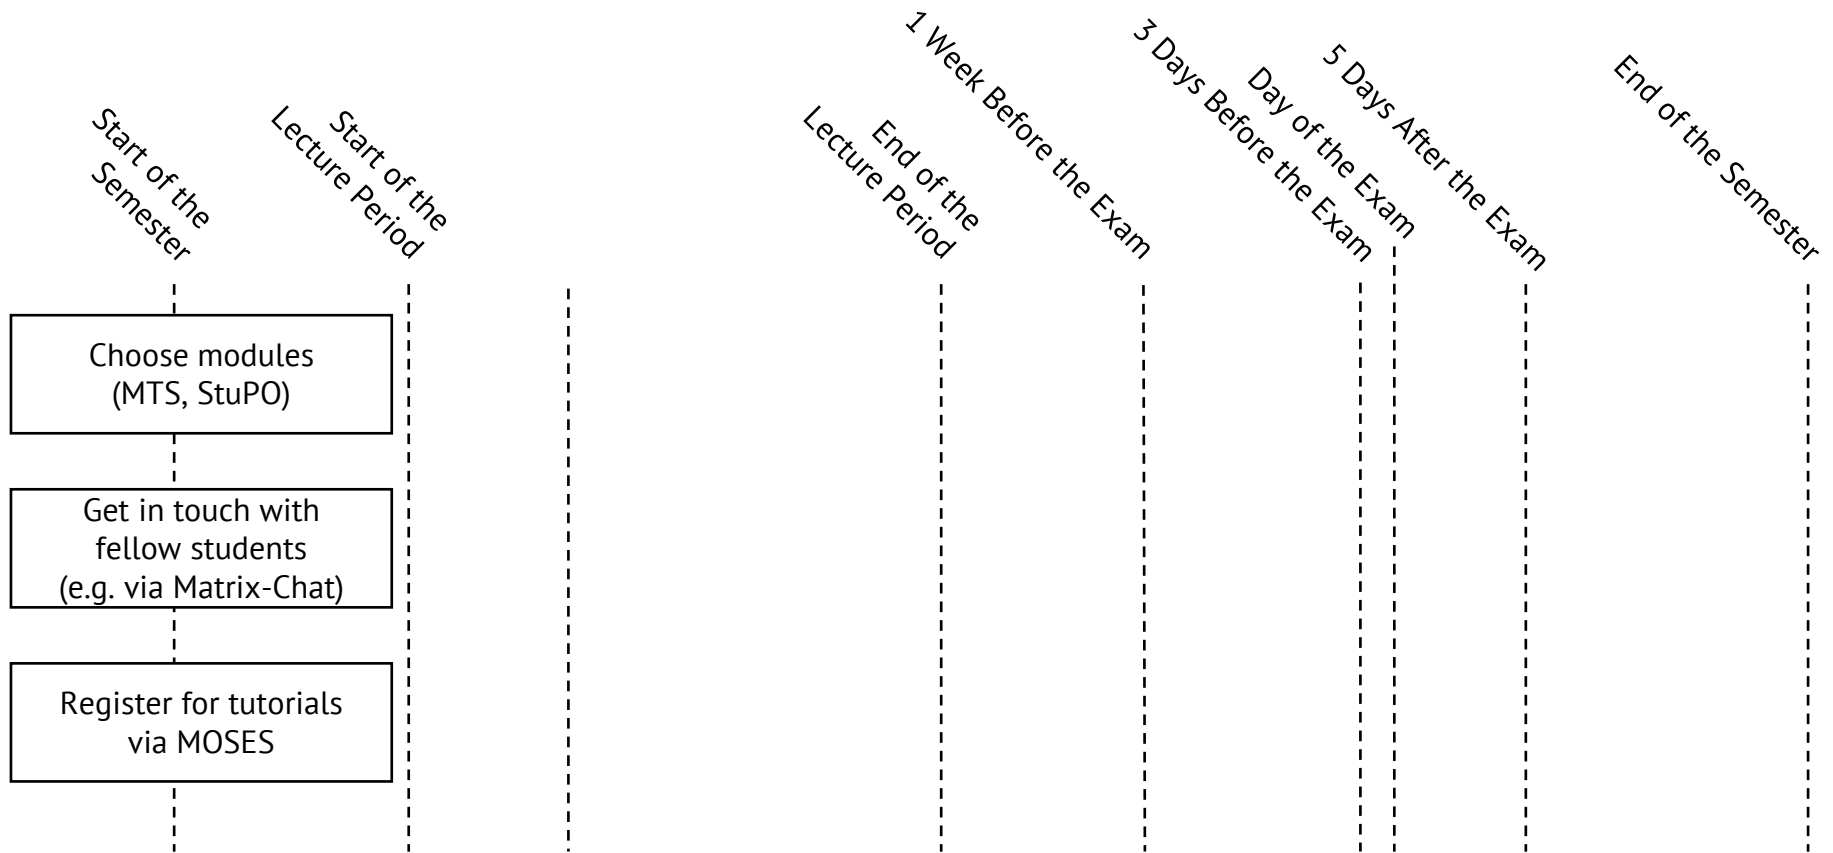 Start of the
Semester
Start of the
Lecture Period
End of the
Lecture Period
1 Week Before the Exam
3 Days Before the Exam
Day of the Exam
5 Days After the Exam
End of the Semester
Choose modules
(MTS, StuPO)
Get in touch with
fellow students
(e.g. via Matrix-Chat)
Register for tutorials
via MOSES